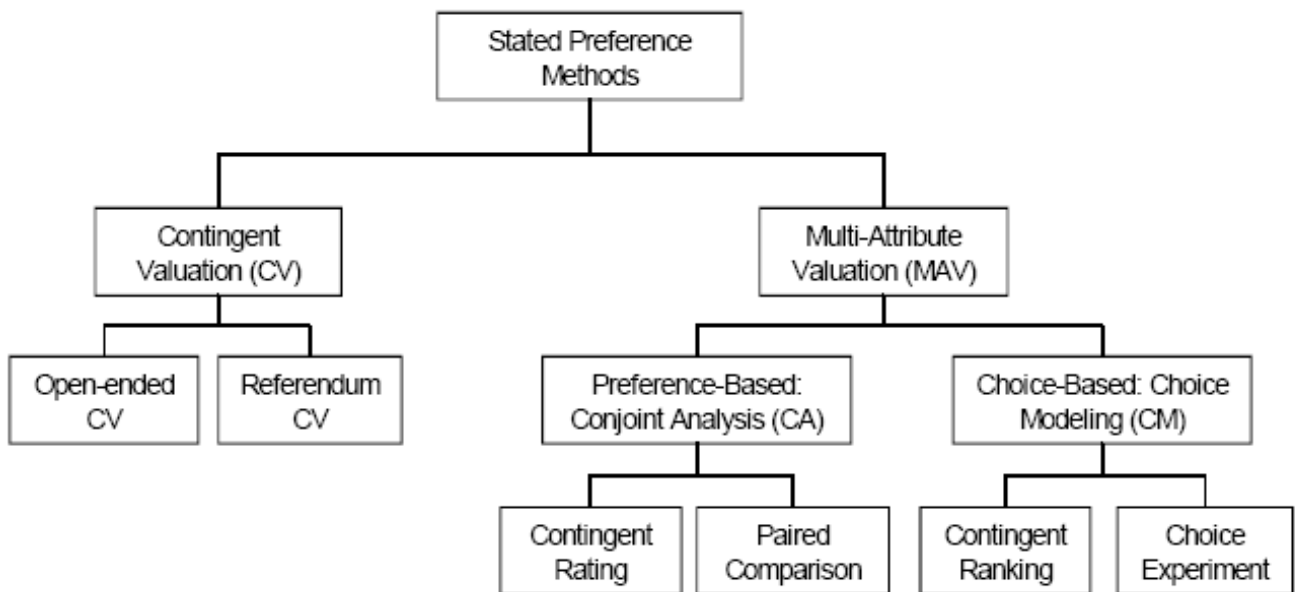 Stated Preference
Methods
Contingent
Valuation (CV)
Multi-Attribute
Valuation (MAV)
Open-ended
CV
Referendum
CV
Preference-Based:
Conjoint Analysis (CA)
Choice-Based: Choice
Modeling (CM)
Contingent
Rating
Paired
Comparison
Contingent
Ranking
Choice
Experiment